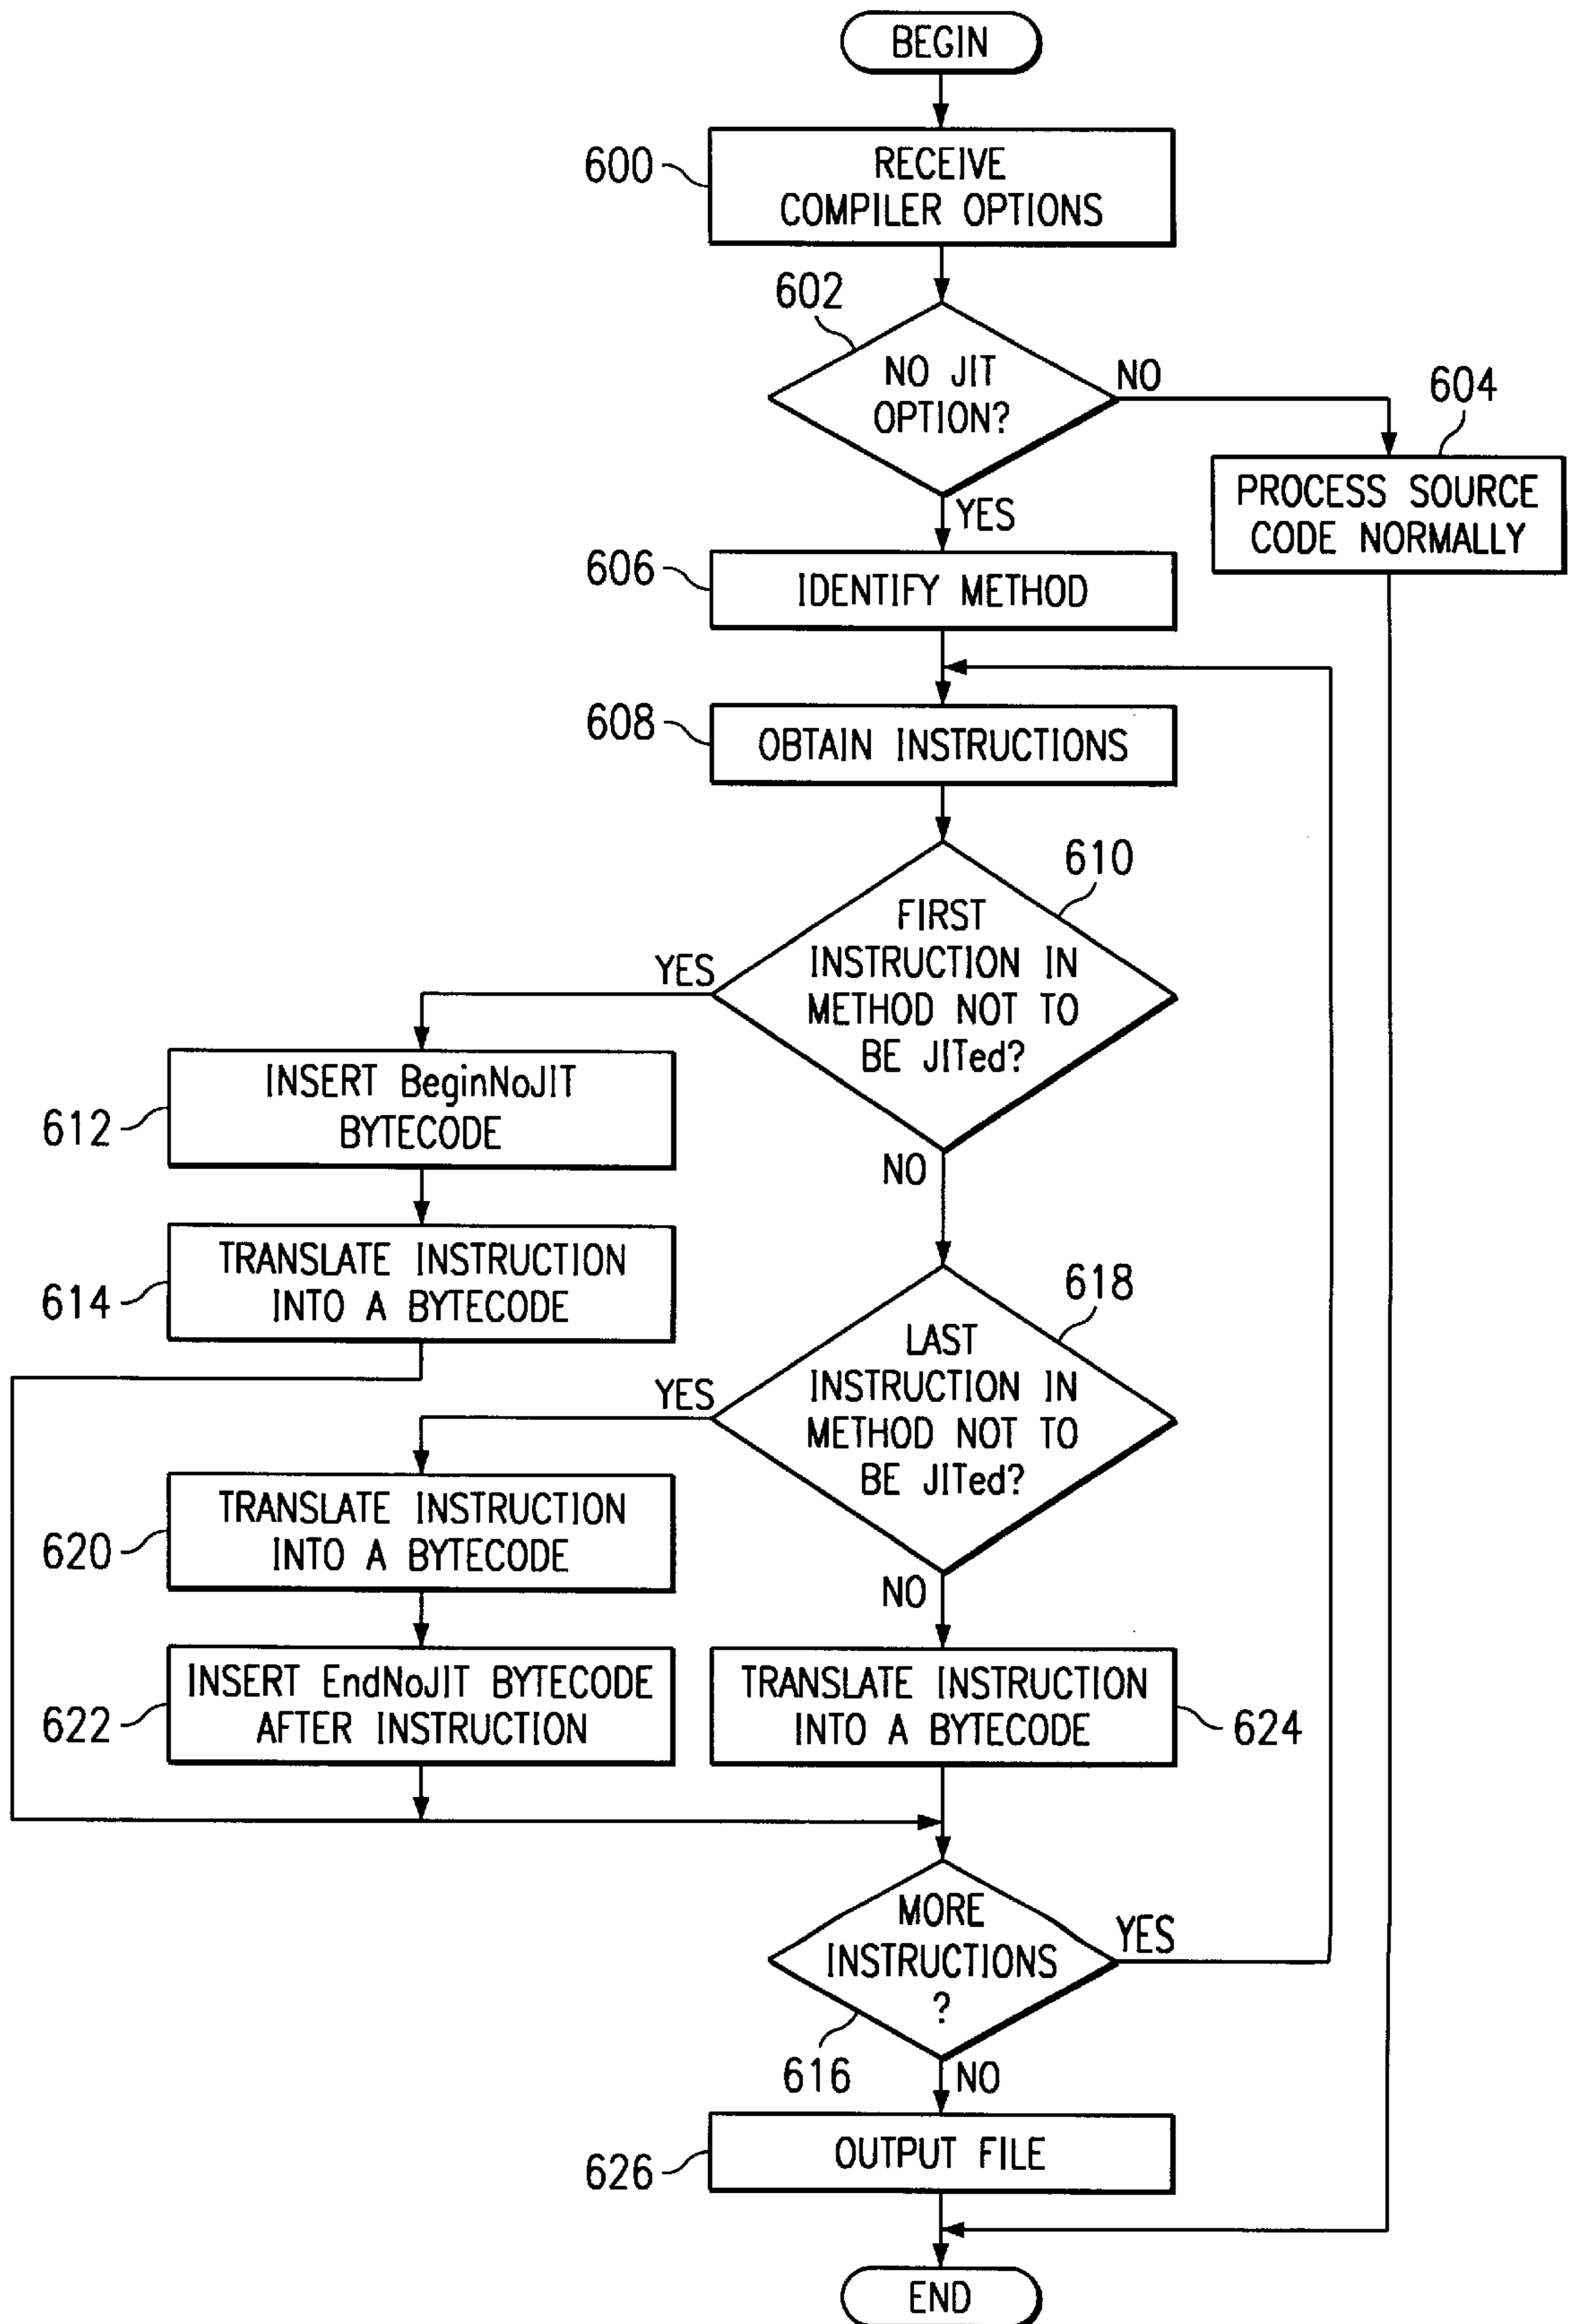 BEGIN
600
RECEIVE
COMPILER OPTIONS
602
NO JIT
OPTION?
NO
604
PROCESS SOURCE
CODE NORMALLY
YES
606
IDENTIFY METHOD
608
OBTAIN INSTRUCTIONS
610
FIRST
INSTRUCTION IN
METHOD NOT TO
BE JITed?
YES
612
INSERT BeginNoJIT
BYTECODE
NO
614
TRANSLATE INSTRUCTION
INTO A BYTECODE
618
LAST
INSTRUCTION IN
METHOD NOT TO
BE JITed?
YES
620
TRANSLATE INSTRUCTION
INTO A BYTECODE
NO
622
INSERT EndNoJIT BYTECODE
AFTER INSTRUCTION
TRANSLATE INSTRUCTION
INTO A BYTECODE
624
MORE
INSTRUCTIONS
?
YES
616
NO
626
OUTPUT FILE
END